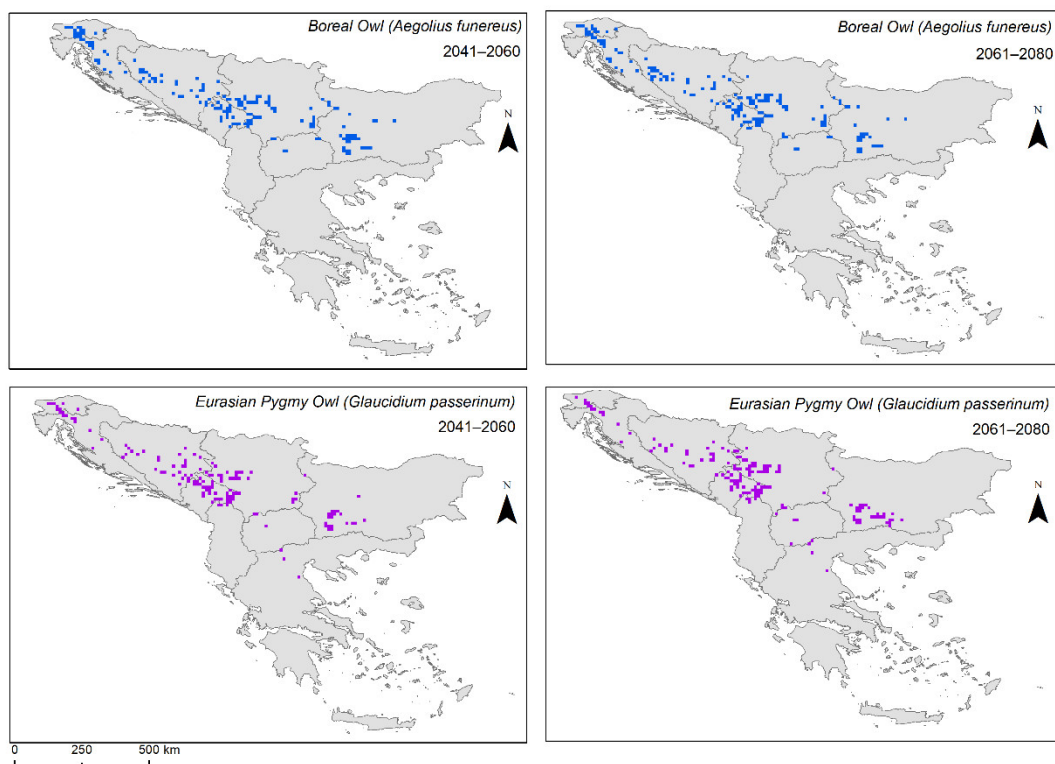 Boreal Owl (Aegolius funereus)
2041–2060
N
Boreal Owl (Aegolius funereus)
2061–2080
N
Eurasian Pygmy Owl (Glaucidium passerinum)
2041–2060
N
Eurasian Pygmy Owl (Glaucidium passerinum)
2061–2080
N
0 250 500 km